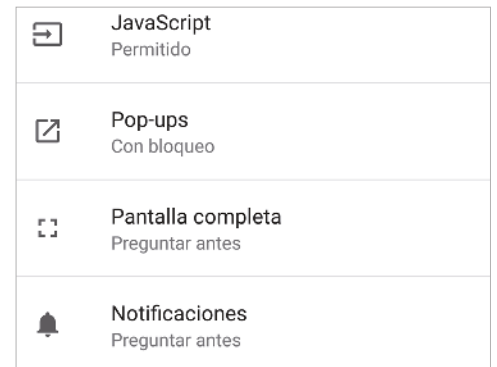 JavaScript
Permitido
Pop-ups
Con bloqueo
Pantalla completa
Preguntar antes
Notificaciones
Preguntar antes